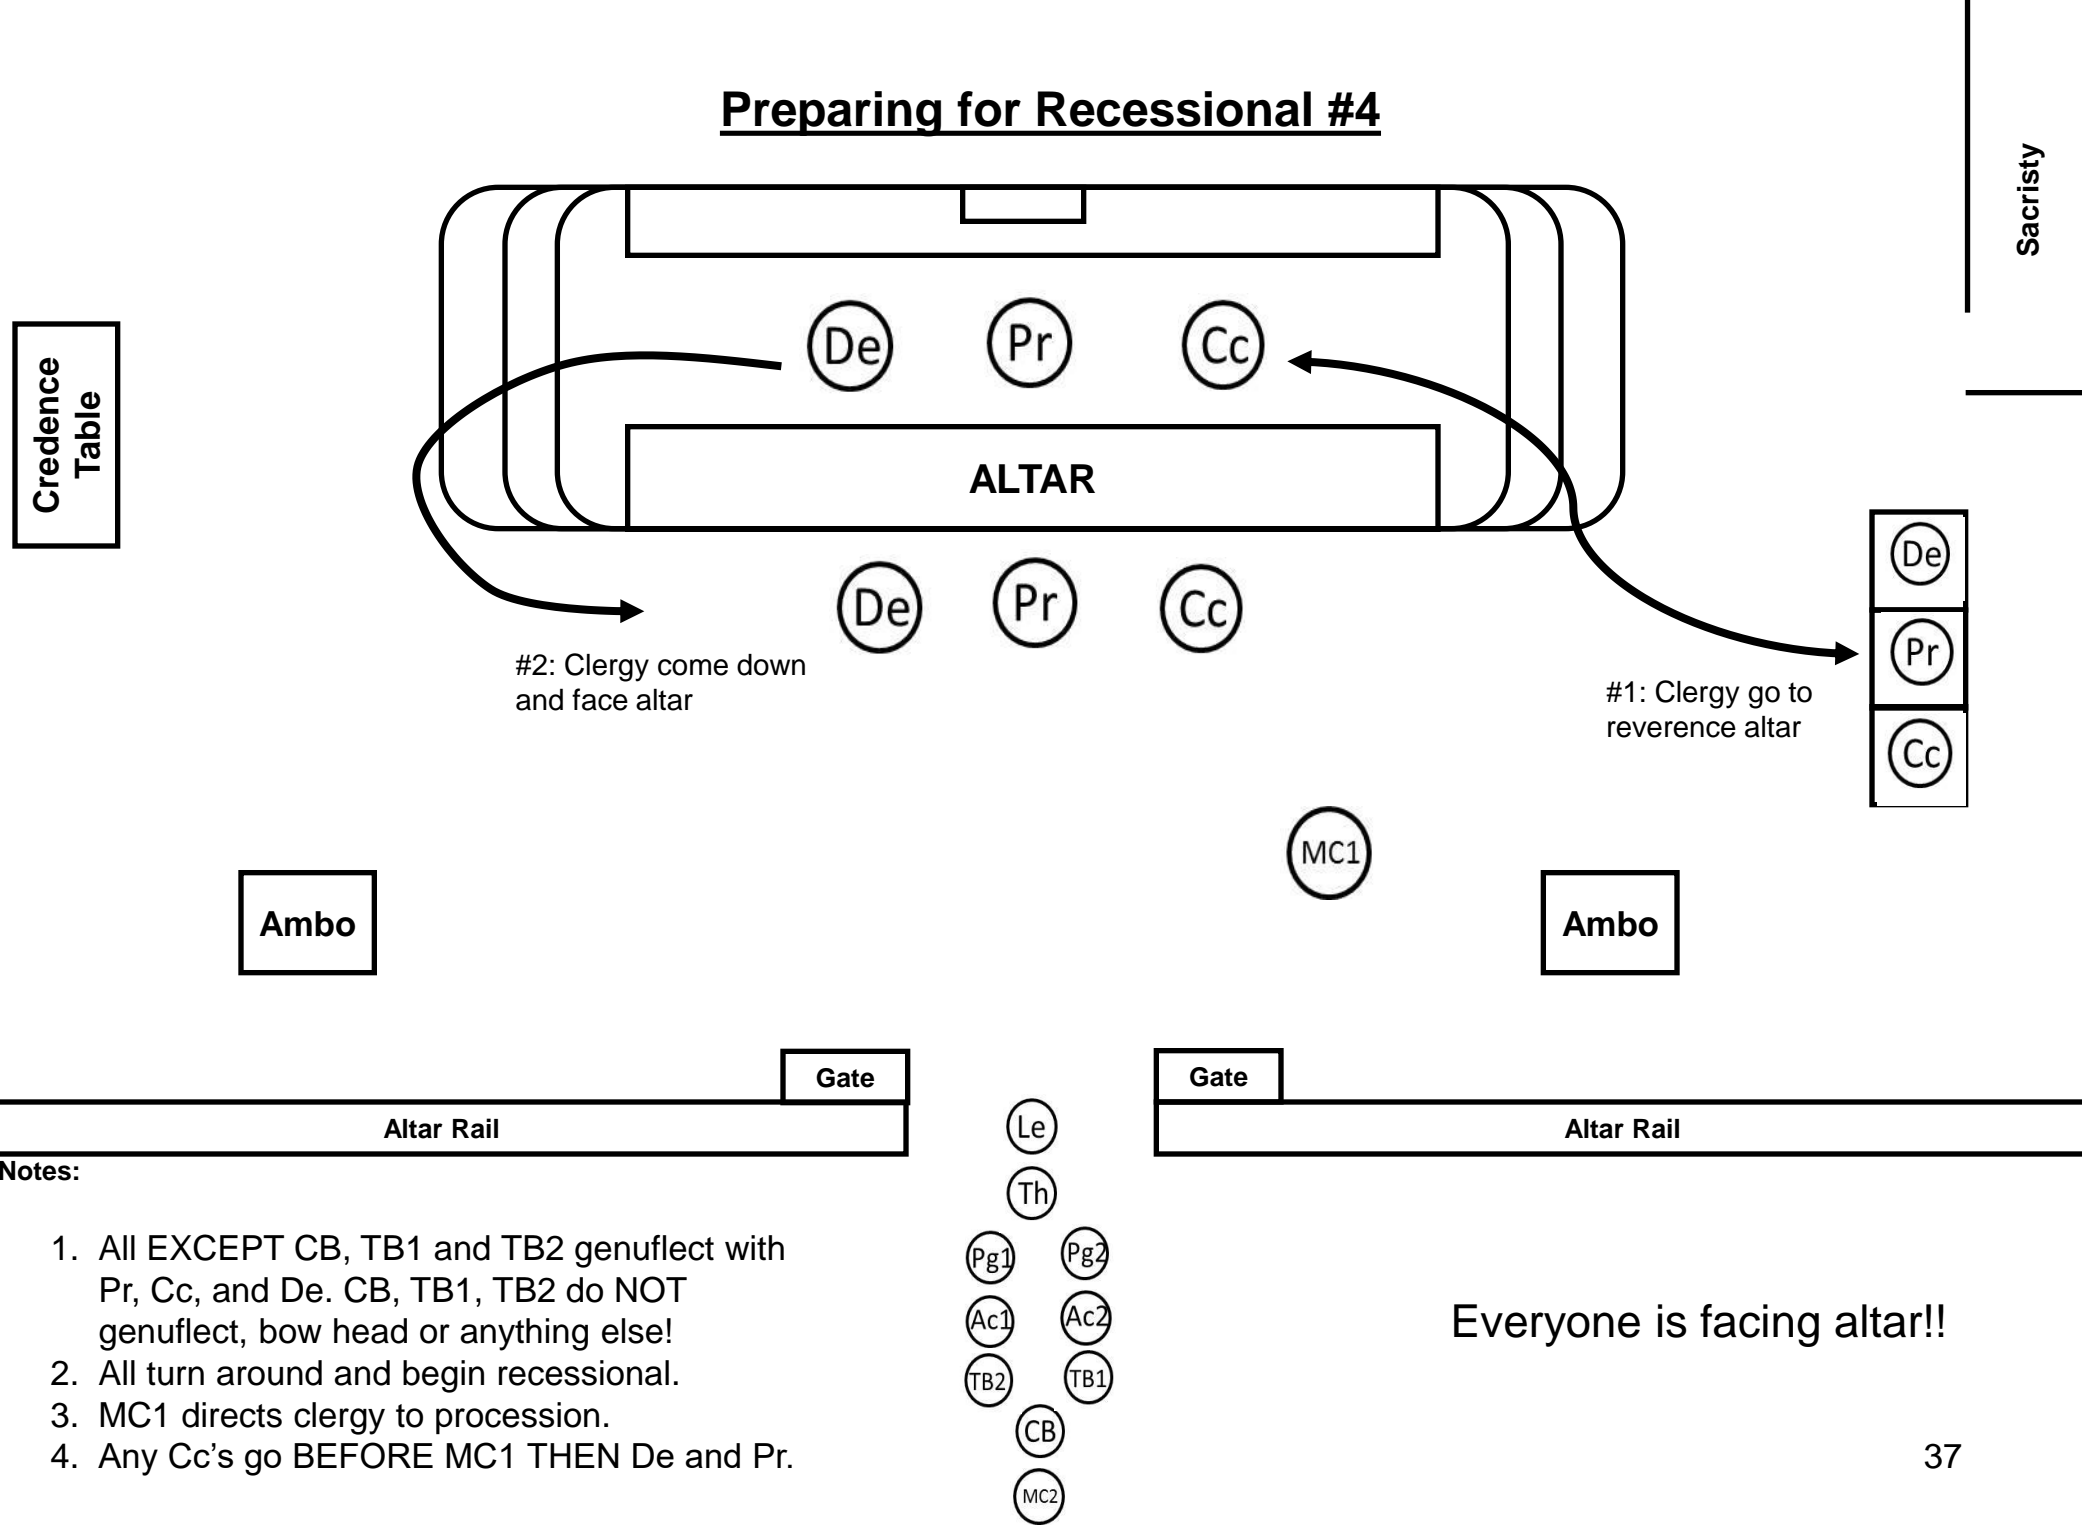 Preparing for Recessional #4
Sacristy
De
Pr
Cc
Credence
Table
ALTAR
De
Pr
Cc
De
Pr
Cc
#2: Clergy come down
and face altar
#1: Clergy go to
reverence altar
MC1
Ambo
Ambo
Gate
Gate
Altar Rail
Altar Rail
Le
Th
Pg1
Pg2
Ac1
Ac2
TB2
TB1
CB
MC2
Notes:
1. All EXCEPT CB, TB1 and TB2 genuflect with
Pr, Cc, and De. CB, TB1, TB2 do NOT
genuflect, bow head or anything else!
2. All turn around and begin recessional.
3. MC1 directs clergy to procession.
4. Any Cc’s go BEFORE MC1 THEN De and Pr.
Everyone is facing altar!!
37